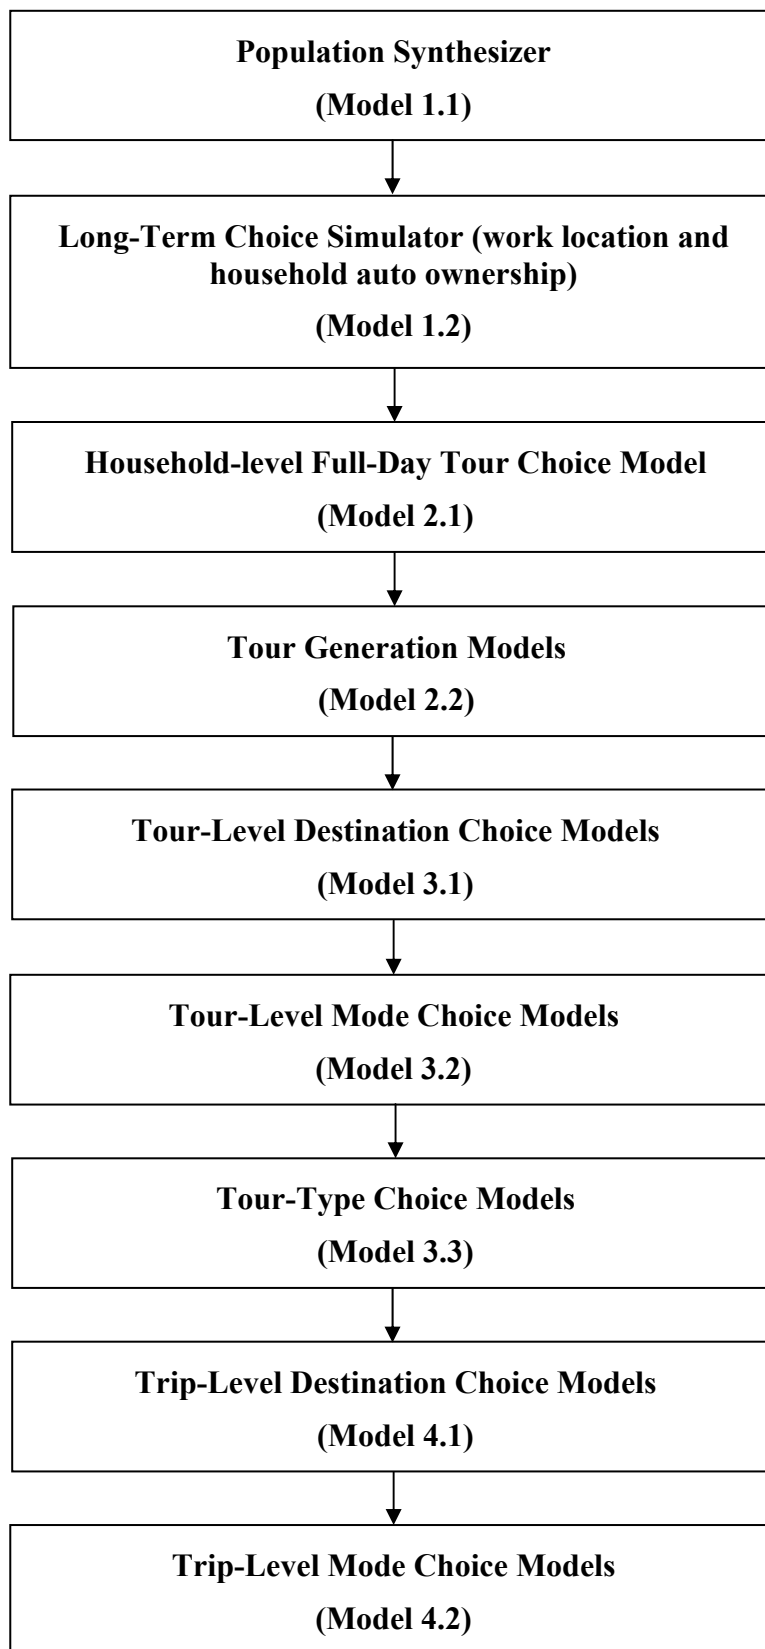 Population Synthesizer
(Model 1.1)
Long-Term Choice Simulator (work location and
household auto ownership)
(Model 1.2)
Household-level Full-Day Tour Choice Model
(Model 2.1)
Tour Generation Models
(Model 2.2)
Tour-Level Destination Choice Models
(Model 3.1)
Tour-Level Mode Choice Models
(Model 3.2)
Tour-Type Choice Models
(Model 3.3)
Trip-Level Destination Choice Models
(Model 4.1)
Trip-Level Mode Choice Models
(Model 4.2)